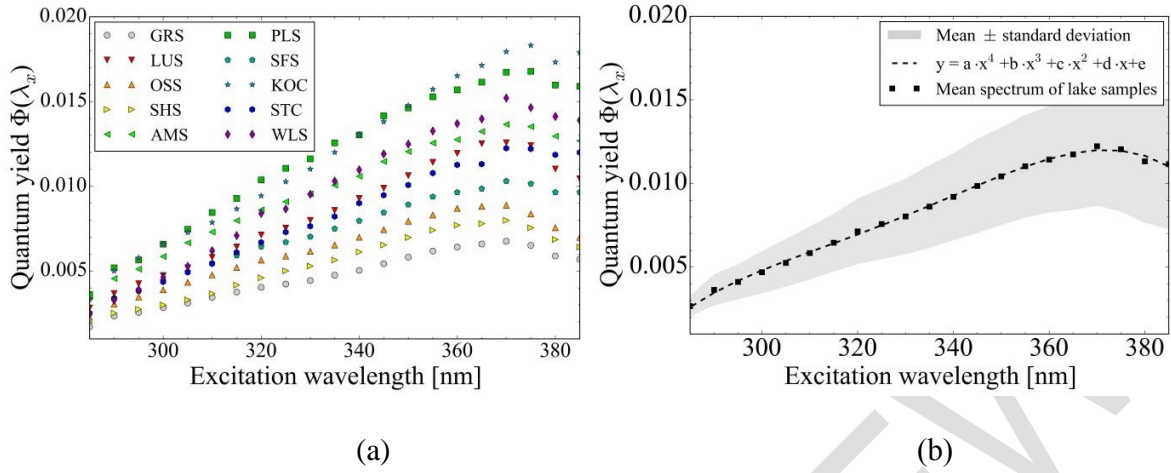 0.020
0.015
0.010
0.005
Quantum yield Φ(λₓ)
GRS
LUS
OSS
SHS
AMS
PLS
SFS
KOC
STC
WLS
300 320 340 360 380
Excitation wavelength [nm]
(a)
0.020
0.015
0.010
0.005
Quantum yield Φ(λₓ)
Mean ± standard deviation
y = a ·x⁴ +b ·x³ +c ·x² +d ·x+e
Mean spectrum of lake samples
300 320 340 360 380
Excitation wavelength [nm]
(b)